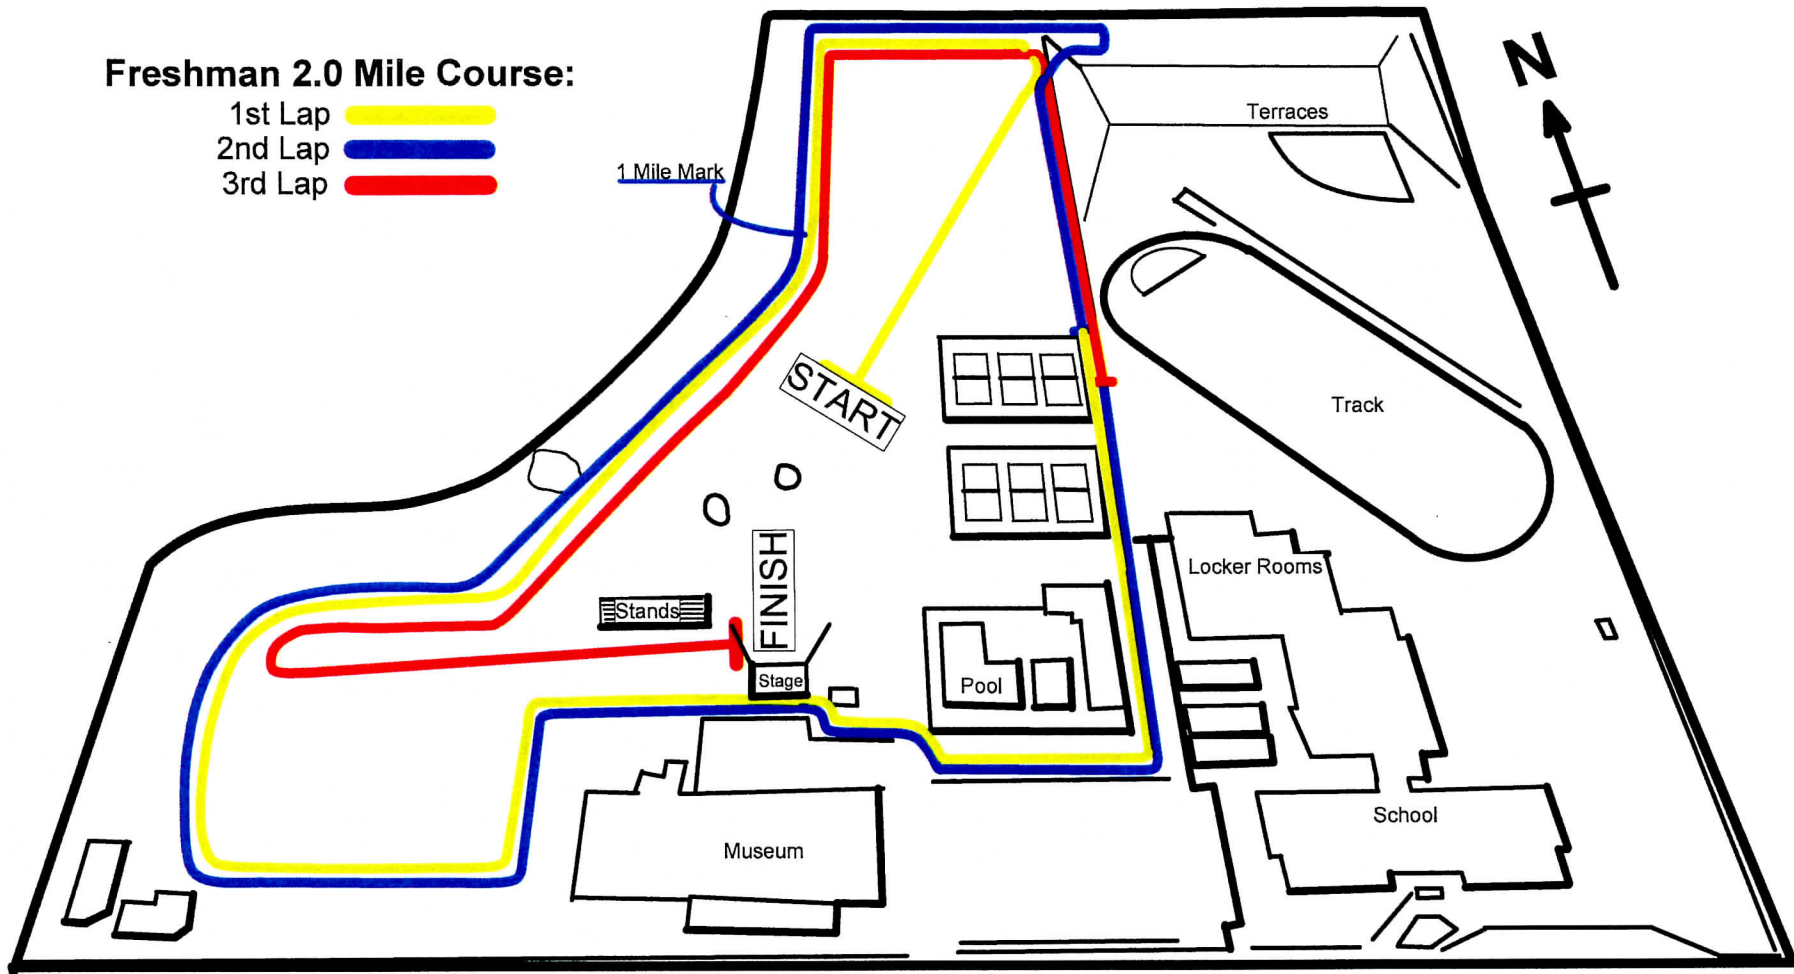 Freshman 2.0 Mile Course:
1st Lap
2nd Lap
3rd Lap
1 Mile Mark
N
Terraces
START
Track
FINISH
Locker Rooms
Stands
Stage
Pool
School
Museum